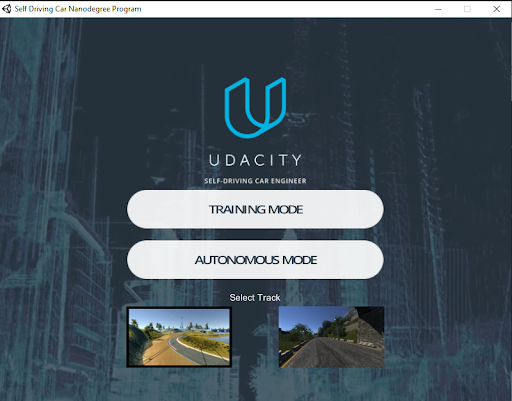 Self Driving Car Nanodegree Program
UDACITY
SELF-DRIVING CAR ENGINEER
TRAINING MODE
AUTONOMOUS MODE
Select Track